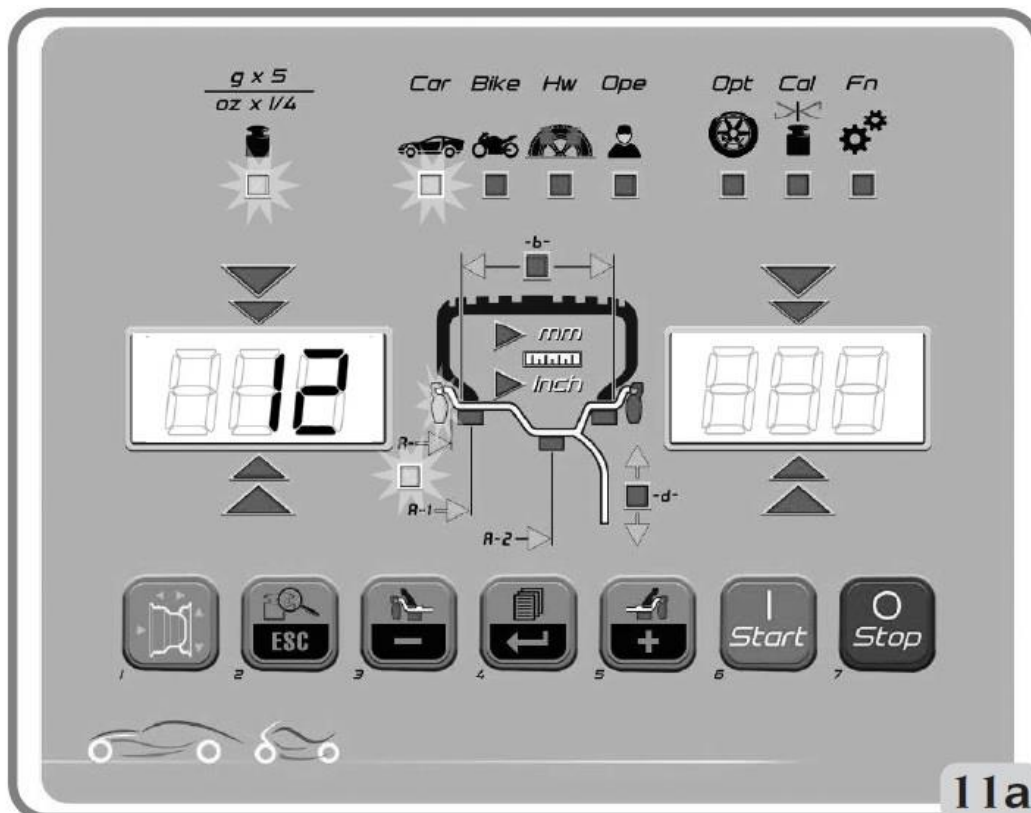 g x 5
oz x 1/4
Car Bike Hw Ope
Opt Cal Fn
-b-
mm
Inch
12
A-
A-1
A-2
-d-
ESC
Start
Stop
1 2 3 4 5 6 7
11a